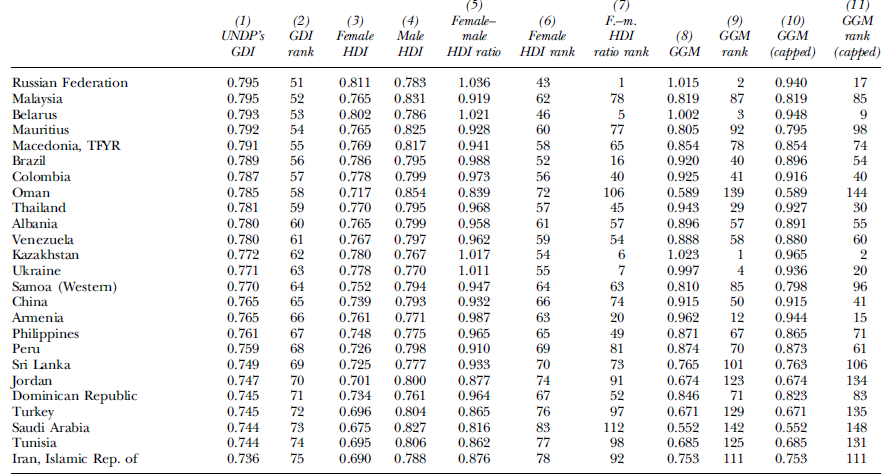 (1) (2) (3) (4) (5) (6) (7) (8) (9) (10) (11)
UNDP's GDI Female Male Female– Female F.–m. GGM GGM GGM GGM
GDI rank HDI HDI male HDI rank HDI rank (capped) rank
HDI ratio ratio rank (capped)
Russian Federation 0.795 51 0.811 0.783 1.036 43 1 1.015 2 0.940 17
Malaysia 0.795 52 0.765 0.831 0.919 62 78 0.819 87 0.819 85
Belarus 0.793 53 0.802 0.786 1.021 46 5 1.002 3 0.948 9
Mauritius 0.792 54 0.765 0.825 0.928 60 77 0.805 92 0.795 98
Macedonia, TFYR 0.791 55 0.769 0.817 0.941 58 65 0.854 78 0.854 74
Brazil 0.789 56 0.786 0.795 0.988 52 16 0.920 40 0.896 54
Colombia 0.787 57 0.778 0.799 0.973 56 40 0.925 41 0.916 40
Oman 0.785 58 0.717 0.854 0.839 72 106 0.589 139 0.589 144
Thailand 0.781 59 0.770 0.795 0.968 57 45 0.943 29 0.927 30
Albania 0.780 60 0.765 0.799 0.958 61 57 0.896 57 0.891 55
Venezuela 0.780 61 0.767 0.797 0.962 59 54 0.888 58 0.880 60
Kazakhstan 0.772 62 0.780 0.767 1.017 54 6 1.023 1 0.965 2
Ukraine 0.771 63 0.778 0.770 1.011 55 7 0.997 4 0.936 20
Samoa (Western) 0.770 64 0.752 0.794 0.947 64 63 0.810 85 0.798 96
China 0.765 65 0.739 0.793 0.932 66 74 0.915 50 0.915 41
Armenia 0.765 66 0.761 0.771 0.987 63 20 0.962 12 0.944 15
Philippines 0.761 67 0.748 0.775 0.965 65 49 0.871 67 0.865 71
Peru 0.759 68 0.726 0.798 0.910 69 81 0.874 70 0.873 61
Sri Lanka 0.749 69 0.725 0.777 0.933 70 73 0.765 101 0.763 106
Jordan 0.747 70 0.701 0.800 0.877 74 91 0.674 123 0.674 134
Dominican Republic 0.745 71 0.734 0.761 0.964 67 52 0.846 71 0.823 83
Turkey 0.745 72 0.696 0.804 0.865 76 97 0.671 129 0.671 135
Saudi Arabia 0.744 73 0.675 0.827 0.816 83 112 0.552 142 0.552 148
Tunisia 0.744 74 0.695 0.806 0.862 77 98 0.685 125 0.685 131
Iran, Islamic Rep. of 0.736 75 0.690 0.788 0.876 78 92 0.753 111 0.753 111